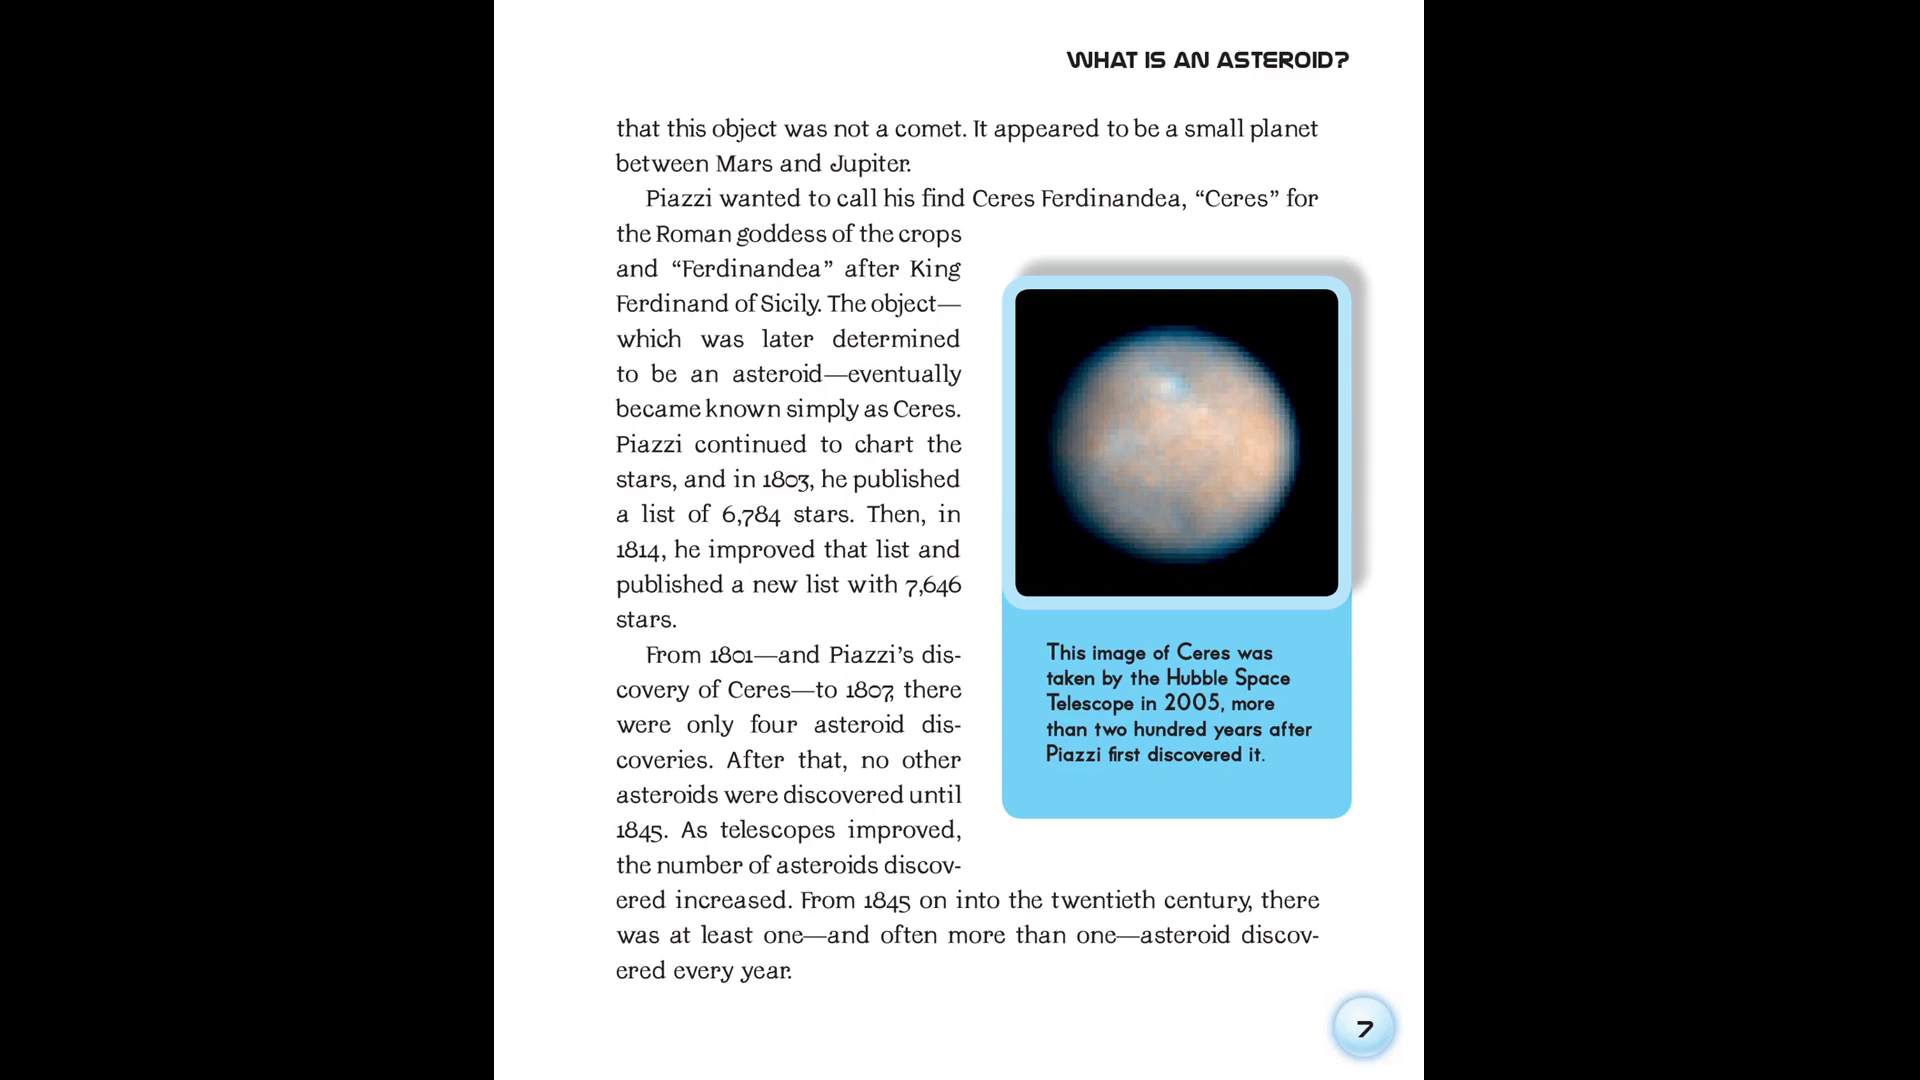 WHAT IS AN ASTEROID?
that this object was not a comet. It appeared to be a small planet
between Mars and Jupiter.
Piazzi wanted to call his find Ceres Ferdinandea, “Ceres” for
the Roman goddess of the crops
and “Ferdinandea” after King
Ferdinand of Sicily. The object—
which was later determined
to be an asteroid—eventually
became known simply as Ceres.
Piazzi continued to chart the
stars, and in 1803, he published
a list of 6,784 stars. Then, in
1814, he improved that list and
published a new list with 7,646
stars.
From 1801—and Piazzi’s dis-
covery of Ceres—to 1807, there
were only four asteroid dis-
coveries. After that, no other
asteroids were discovered until
1845. As telescopes improved,
the number of asteroids discov-
ered increased. From 1845 on into the twentieth century, there
was at least one—and often more than one—asteroid discov-
ered every year.
This image of Ceres was
taken by the Hubble Space
Telescope in 2005, more
than two hundred years after
Piazzi first discovered it.
7